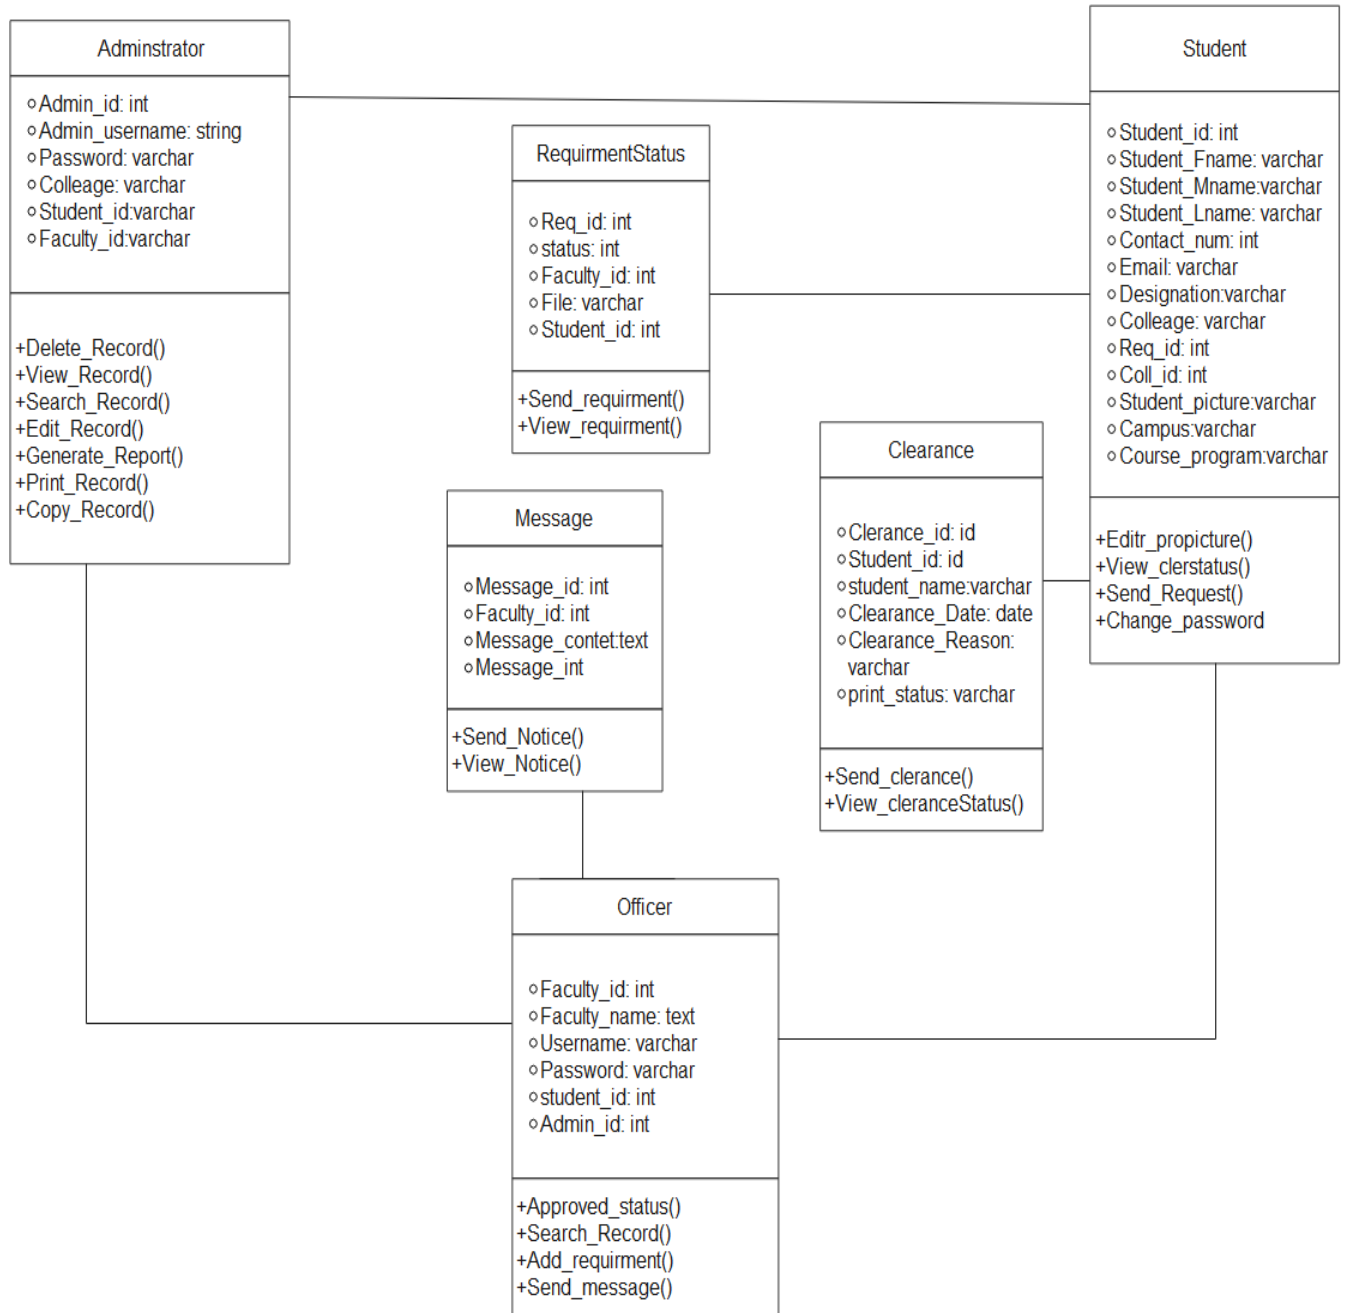 Adminstrator
Admin_id: int
Admin_username: string
Password: varchar
Colleage: varchar
Student_id:varchar
Faculty_id:varchar
+Delete_Record()
+View_Record()
+Search_Record()
+Edit_Record()
+Generate_Report()
+Print_Record()
+Copy_Record()
RequirmentStatus
Req_id: int
status: int
Faculty_id: int
File: varchar
Student_id: int
+Send_requirment()
+View_requirment()
Student
Student_id: int
Student_Fname: varchar
Student_Mname:varchar
Student_Lname: varchar
Contact_num: int
Email: varchar
Designation:varchar
Colleage: varchar
Req_id: int
Coll_id: int
Student_picture:varchar
Campus:varchar
Course_program:varchar
+Editr_propicture()
+View_clerstatus()
+Send_Request()
+Change_password
Message
Message_id: int
Faculty_id: int
Message_contet:text
Message_int
+Send_Notice()
+View_Notice()
Clearance
Clerance_id: id
Student_id: id
student_name:varchar
Clearance_Date: date
Clearance_Reason:
varchar
print_status: varchar
+Send_clerance()
+View_cleranceStatus()
Officer
Faculty_id: int
Faculty_name: text
Username: varchar
Password: varchar
student_id: int
Admin_id: int
+Approved_status()
+Search_Record()
+Add_requirment()
+Send_message()